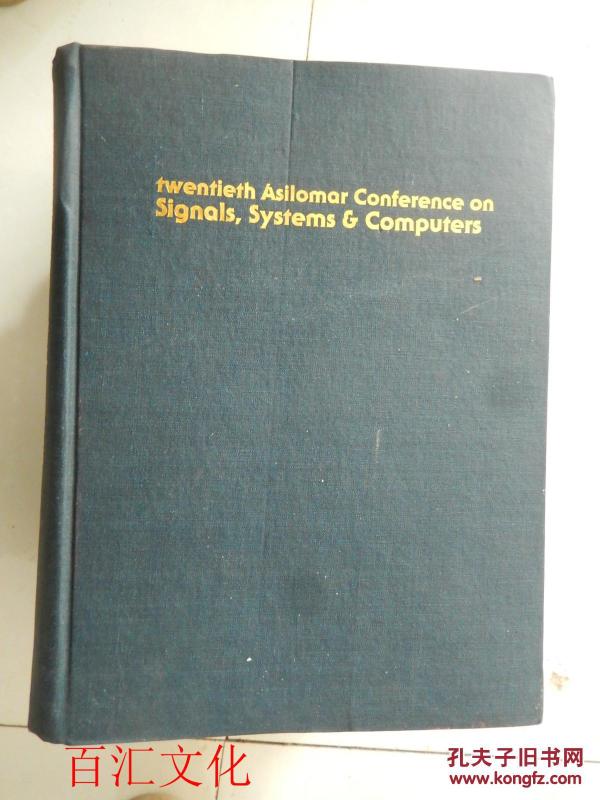 twentieth Asilomar Conference on
Signals, Systems & Computers
百汇文化
孔夫子旧书网
www.kongfz.com